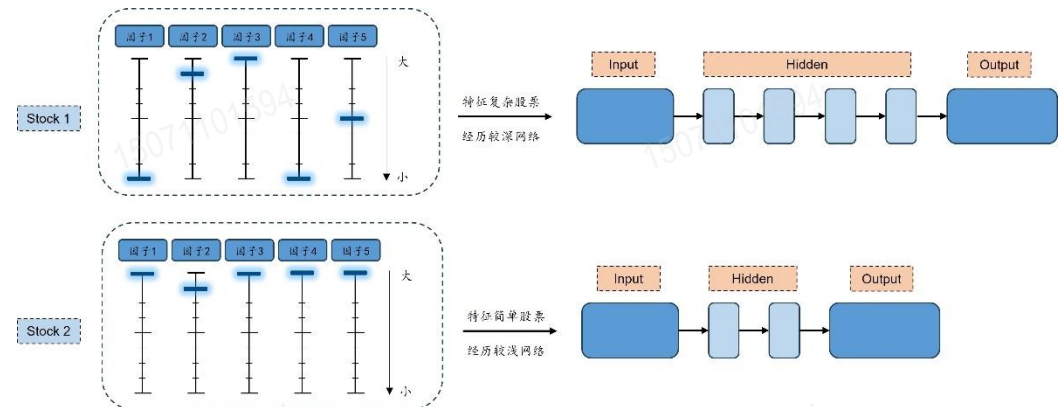 因子1 因子2 因子3 因子4 因子5
大
Stock 1
小
特征复杂股票
经历较深网络
Input Hidden Output
15071101694
15071101694
因子1 因子2 因子3 因子4 因子5
大
Stock 2
小
特征简单股票
经历较浅网络
Input Hidden Output